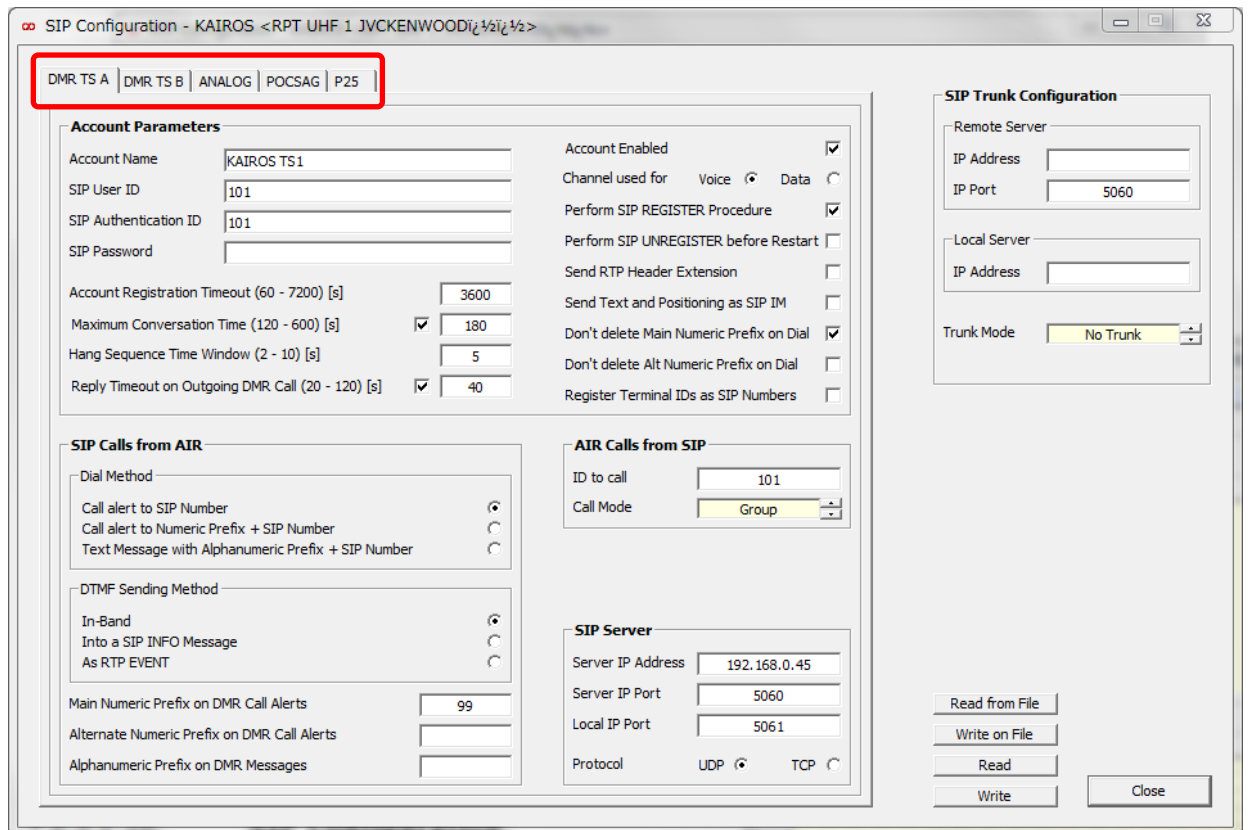 SIP Configuration - KAIROS <RPT UHF 1 JVCKENWOODï¿½ï¿½>
DMR TS A DMR TS B ANALOG POCSAG P25
Account Parameters
Account Name KAIROS TS1
SIP User ID 101
SIP Authentication ID 101
SIP Password
Account Registration Timeout (60 - 7200) [s] 3600
Maximum Conversation Time (120 - 600) [s] 180
Hang Sequence Time Window (2 - 10) [s] 5
Reply Timeout on Outgoing DMR Call (20 - 120) [s] 40
Account Enabled
Channel used for Voice Data
Perform SIP REGISTER Procedure
Perform SIP UNREGISTER before Restart
Send RTP Header Extension
Send Text and Positioning as SIP IM
Don't delete Main Numeric Prefix on Dial
Don't delete Alt Numeric Prefix on Dial
Register Terminal IDs as SIP Numbers
SIP Calls from AIR
Dial Method
Call alert to SIP Number
Call alert to Numeric Prefix + SIP Number
Text Message with Alphanumeric Prefix + SIP Number
DTMF Sending Method
In-Band
Into a SIP INFO Message
As RTP EVENT
Main Numeric Prefix on DMR Call Alerts 99
Alternate Numeric Prefix on DMR Call Alerts
Alphanumeric Prefix on DMR Messages
AIR Calls from SIP
ID to call 101
Call Mode Group
SIP Server
Server IP Address 192.168.0.45
Server IP Port 5060
Local IP Port 5061
Protocol UDP TCP
SIP Trunk Configuration
Remote Server
IP Address
IP Port 5060
Local Server
IP Address
Trunk Mode No Trunk
Read from File
Write on File
Read
Write
Close